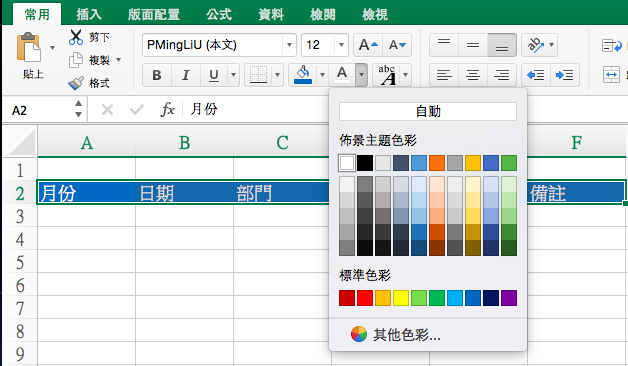 常用 插入 版面配置 公式 資料 檢閱 檢視
剪下
PMingLiU (本文) 12 A A ab
複製
貼上 格式 B I U A abc A
A2 fx 月份
自動
A B C F
佈景主題色彩
1
2 月份 日期 部門 備註
3
4
5
6 標準色彩
7
8 其他色彩...
9